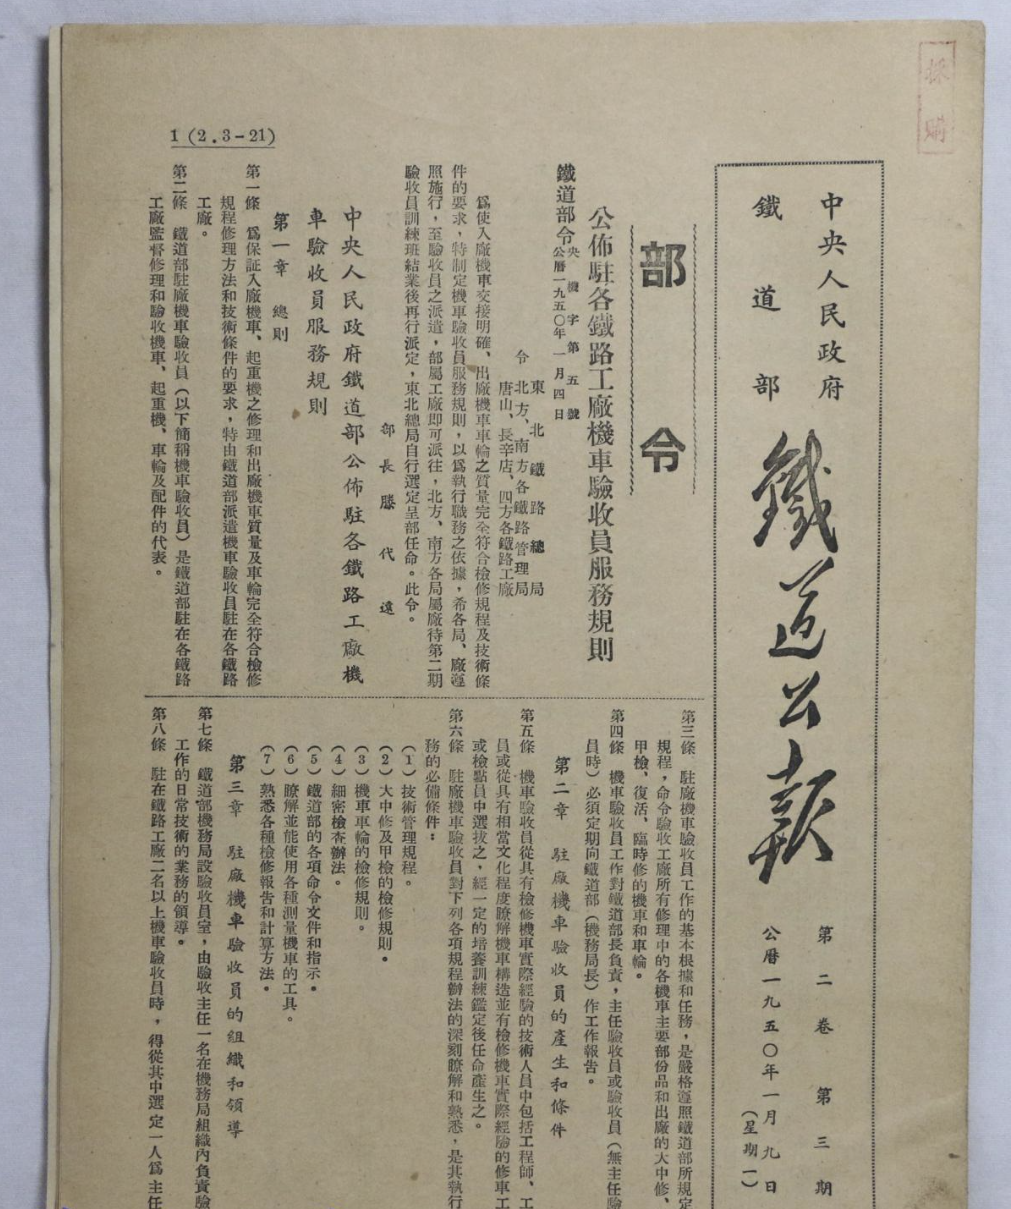 採購
中央人民政府
鐵道部
鐵道公報
第二卷 第三期
公曆一九五〇年一月九日
(星期一)
部令
公佈駐各鐵路工廠機車驗收員服務規則
鐵道部令 央機字第五號
公曆一九五〇年一月四日
東北鐵路總局
令 北方、南方各鐵路管理局
唐山、長辛店、四方各鐵路工廠
爲使入廠機車交接明確、出廠機車車輪之質量完全符合檢修規程及技術條
件的要求,特制定機車驗收員服務規則,以爲執行職務之依據,希各局、廠遵
照施行,至驗收員之派遣,部屬工廠即可派往,北方、南方各局屬廠待第二期
驗收員訓練班結業後再行派定,東北總局自行選定呈部任命。此令。
部長滕代遠
中央人民政府鐵道部公佈駐各鐵路工廠機
車驗收員服務規則
第一章 總則
第一條 爲保証入廠機車、起重機之修理和出廠機車質量及車輪完全符合檢修
規程修理方法和技術條件的要求,特由鐵道部派遣機車驗收員駐在各鐵路
工廠。
第二條 鐵道部駐廠機車驗收員(以下簡稱機車驗收員)是鐵道部駐在各鐵路
工廠監督修理和驗收機車、起重機、車輪及配件的代表。
1 (2.3-21)
第三條 駐廠機車驗收員工作的基本根據和任務,是嚴格遵照鐵道部所規定
規程,命令驗收工廠所有修理中的各機車主要部份品和出廠的大中修、
甲檢、復活、臨時修的機車和車輪。
第四條 機車驗收員工作對鐵道部長負責,主任驗收員或驗收員(無主任驗
員時)必須定期向鐵道部(機務局長)作工作報告。
第二章 駐廠機車驗收員的產生和條件
第五條 機車驗收員從具有檢修機車實際經驗的技術人員中包括工程師、工
員或從具有相當文化程度瞭解機車構造並有檢修機車實際經驗的修車工
或檢點員中選拔之,經一定的培養訓練鑑定後任命產生之。
第六條 駐廠機車驗收員對下列各項規程辦法的深刻瞭解和熟悉,是其執行
務的必備條件:
(1)技術管理規程。
(2)大中修及甲檢的檢修規則。
(3)機車車輪的檢修規則。
(4)細密檢查辦法。
(5)鐵道部的各項命令文件和指示。
(6)瞭解並能使用各種測量機車的工具。
(7)熟悉各種檢修報告和計算方法。
第三章 駐廠機車驗收員的組織和領導
第七條 鐵道部機務局設驗收員室,由驗收主任一名在機務局組織內負責驗
工作的日常技術的業務的領導。
第八條 駐在鐵路工廠二名以上機車驗收員時,得從其中選定一人爲主任